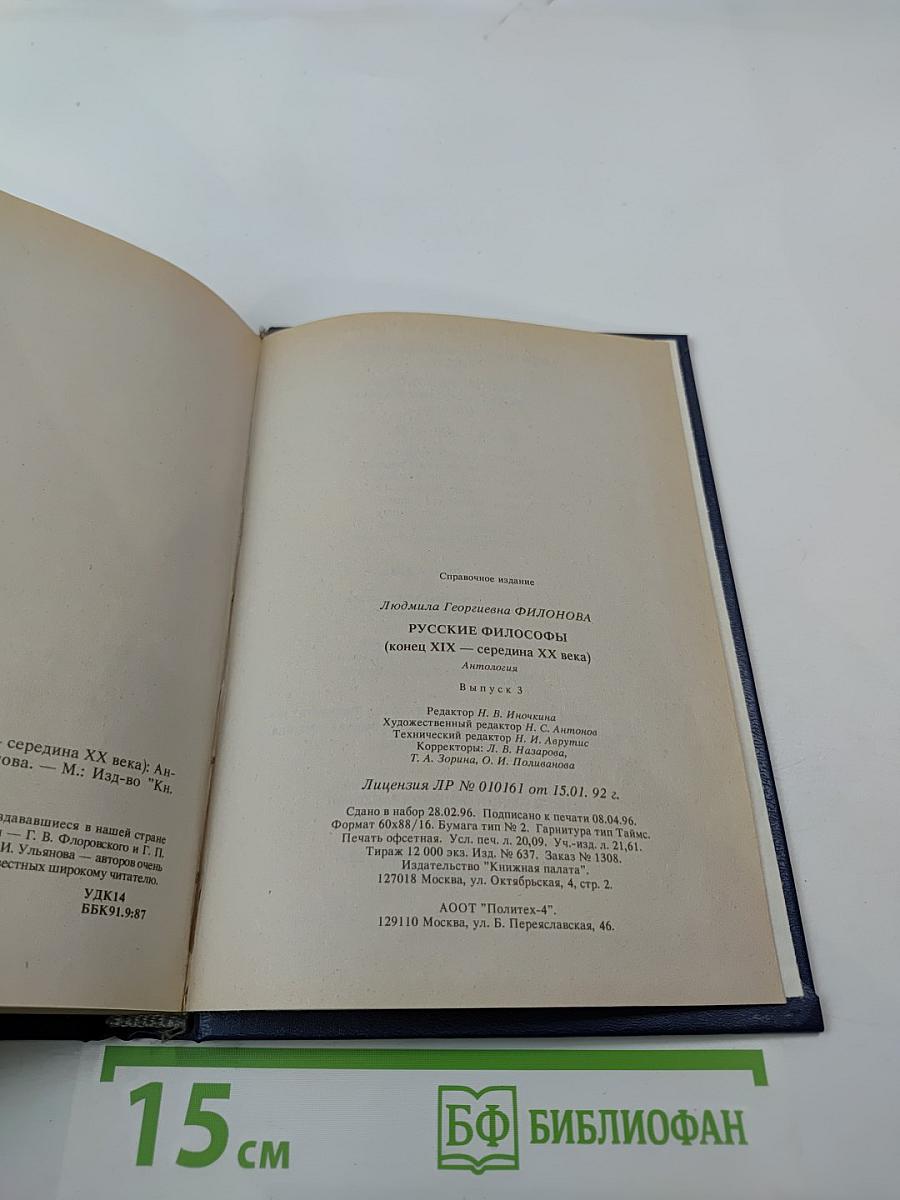 середина XX века): Ан-
ова. — М.: Изд-во "Кн.
здававшиеся в нашей стране
— Г. В. Флоровского и Г. П.
И. Ульянова — авторов очень
вестных широкому читателю.
УДК14
ББК91.9:87
Справочное издание
Людмила Георгиевна ФИЛОНОВА
РУССКИЕ ФИЛОСОФЫ
(конец XIX — середина XX века)
Антология
Выпуск 3
Редактор Н. В. Иночкина
Художественный редактор Н. С. Антонов
Технический редактор Н. И. Аврутис
Корректоры: Л. В. Назарова,
Т. А. Зорина, О. И. Поливанова
Лицензия ЛР № 010161 от 15.01. 92 г.
Сдано в набор 28.02.96. Подписано к печати 08.04.96.
Формат 60х88/16. Бумага тип № 2. Гарнитура тип Таймс.
Печать офсетная. Усл. печ. л. 20,09. Уч.-изд. л. 21,61.
Тираж 12 000 экз. Изд. № 637. Заказ № 1308.
Издательство "Книжная палата".
127018 Москва, ул. Октябрьская, 4, стр. 2.
АООТ "Политех-4".
129110 Москва, ул. Б. Переяславская, 46.
15 см
БФ БИБЛИОФАН